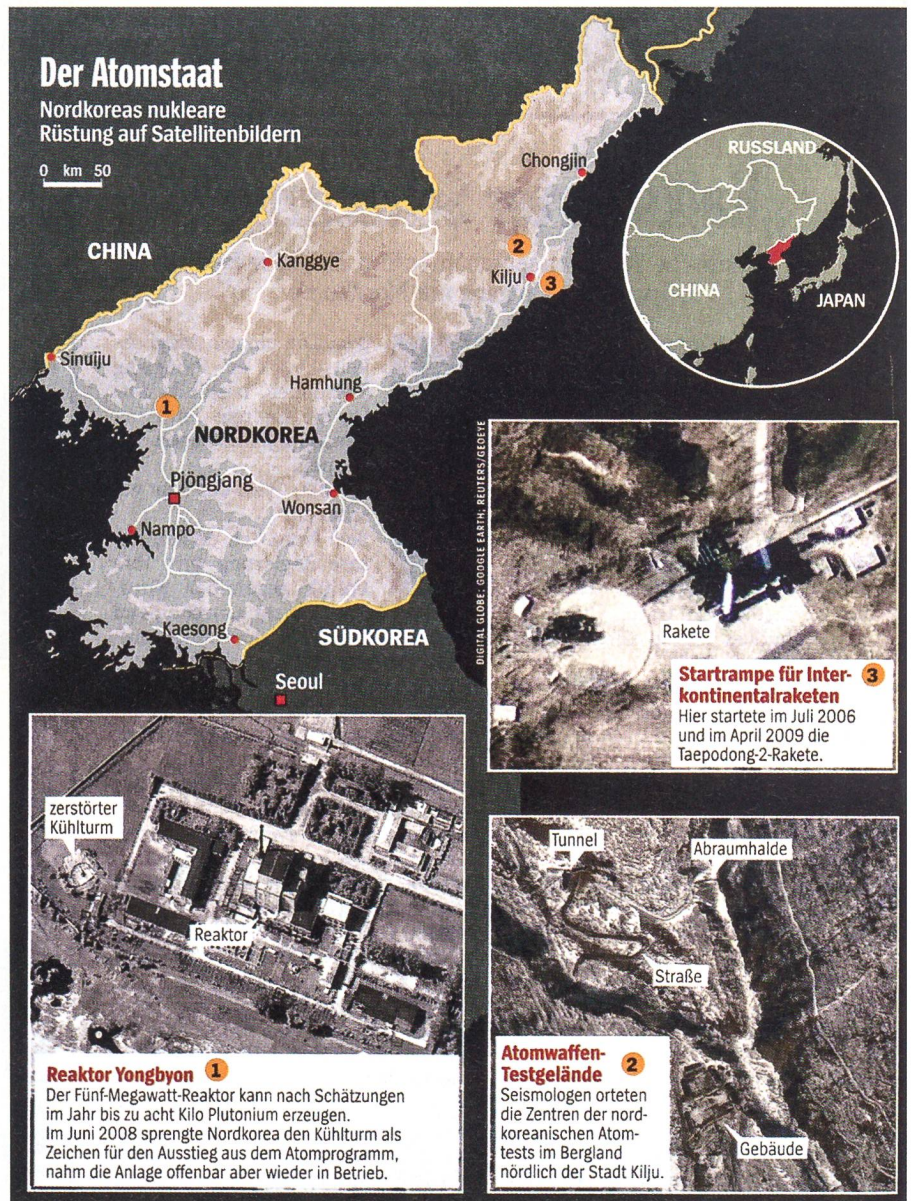 Der Atomstaat
Nordkoreas nukleare
Rüstung auf Satellitenbildern
0 km 50
CHINA
Chongjin
2
Kanggye
Kilju
3
Sinuiju
Hamhung
1
NORDKOREA
Pjöngjang
Wonsan
Nampo
Kaesong
SÜDKOREA
Seoul
RUSSLAND
CHINA
JAPAN
DIGITAL GLOBE; GOOGLE EARTH; REUTERS/GEOEYE
Rakete
Startrampe für Inter-
kontinentalraketen
3
Hier startete im Juli 2006
und im April 2009 die
Taepodong-2-Rakete.
zerstörter
Kühlturm
Reaktor
Reaktor Yongbyon 1
Der Fünf-Megawatt-Reaktor kann nach Schätzungen
im Jahr bis zu acht Kilo Plutonium erzeugen.
Im Juni 2008 sprengte Nordkorea den Kühlturm als
Zeichen für den Ausstieg aus dem Atomprogramm,
nahm die Anlage offenbar aber wieder in Betrieb.
Tunnel
Abraumhalde
Straße
Gebäude
Atomwaffen-
Testgelände
2
Seismologen orteten
die Zentren der nord-
koreanischen Atom-
tests im Bergland
nördlich der Stadt Kilju.